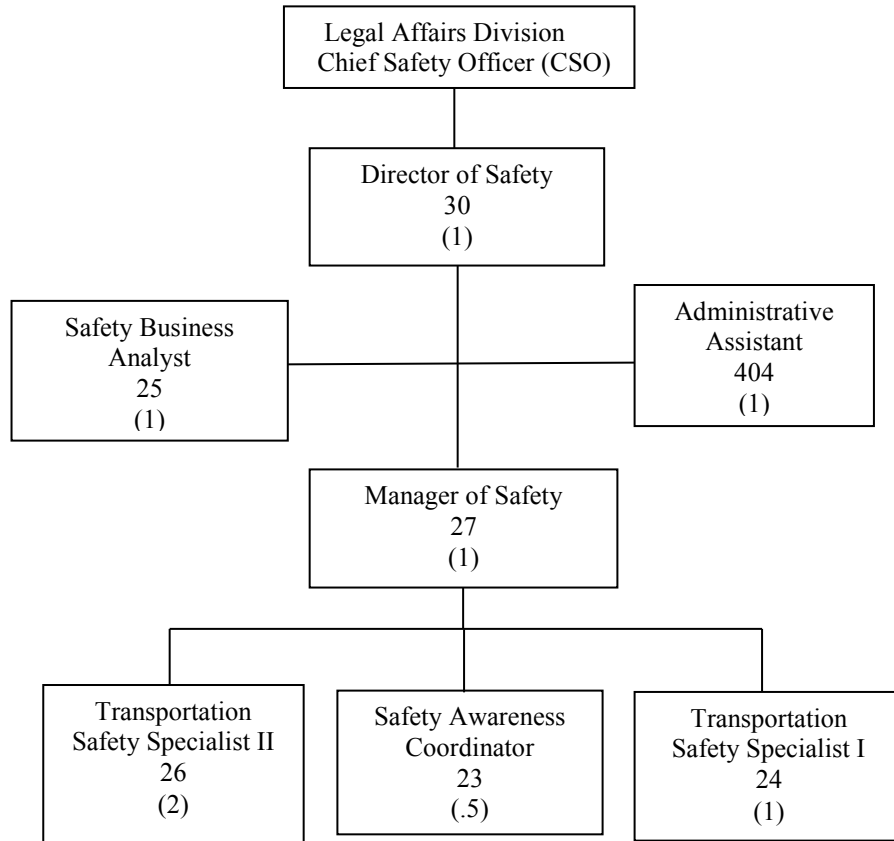 Legal Affairs Division
Chief Safety Officer (CSO)
Director of Safety
30
(1)
Safety Business
Analyst
25
(1)
Administrative
Assistant
404
(1)
Manager of Safety
27
(1)
Transportation
Safety Specialist II
26
(2)
Safety Awareness
Coordinator
23
(.5)
Transportation
Safety Specialist I
24
(1)